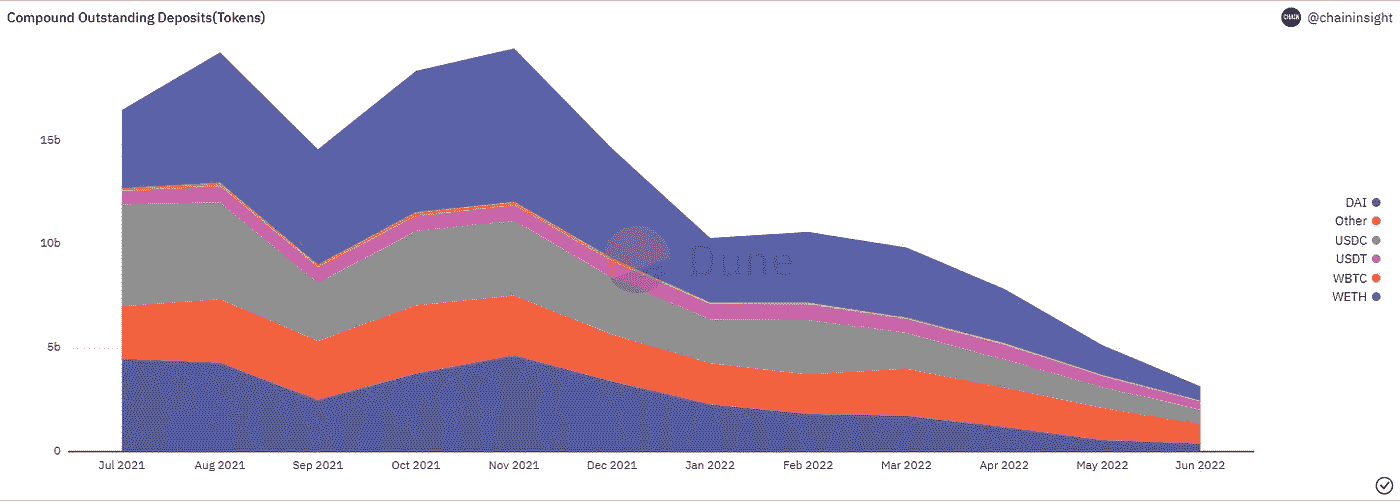 Compound Outstanding Deposits(Tokens)
CHAIN @chaininsight
15b
10b
5b
0
Jul 2021 Aug 2021 Sep 2021 Oct 2021 Nov 2021 Dec 2021 Jan 2022 Feb 2022 Mar 2022 Apr 2022 May 2022 Jun 2022
Dune
DAI
Other
USDC
USDT
WBTC
WETH